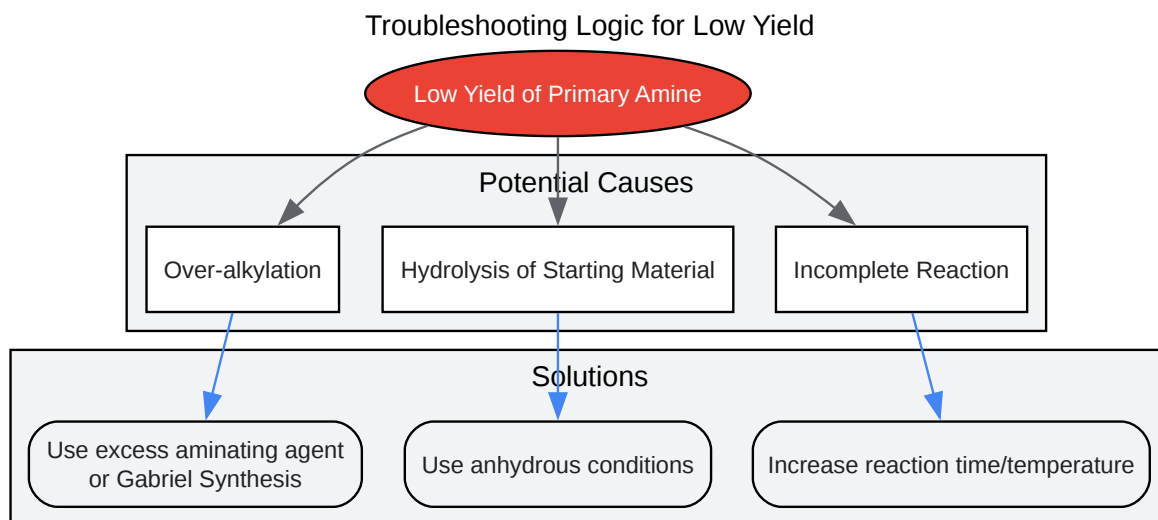 Troubleshooting Logic for Low Yield
Low Yield of Primary Amine
Potential Causes
Over-alkylation
Hydrolysis of Starting Material
Incomplete Reaction
Solutions
Use excess aminating agent
or Gabriel Synthesis
Use anhydrous conditions
Increase reaction time/temperature